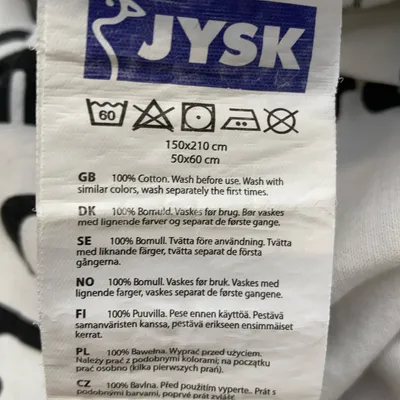 JYSK
60
150x210 cm
50x60 cm
GB 100% Cotton. Wash before use. Wash with
similar colors, wash separately the first times.
DK 100% Bomuld. Vaskes før brug. Bør vaskes
med lignende farver og separat de første gange.
SE 100% Bomull. Tvätta före användning. Tvätta
med liknande färger, tvätta separat de första
gångerna.
NO 100% Bomull. Vaskes før bruk. Vaskes med
lignende farger, vaskes separat de første gangene.
FI 100% Puuvilla. Pese ennen käyttöä. Pestävä
samanväristen kanssa, pestävä erikseen ensimmäiset
kerrat.
PL 100% Bawełna. Wyprać przed użyciem.
Należy prać z podobnymi kolorami; na początku
prać osobno (kilka pierwszych prań).
CZ 100% Bavlna. Před použitím vyperte. Prát s
podobnými barvami, poprvé zvlášť